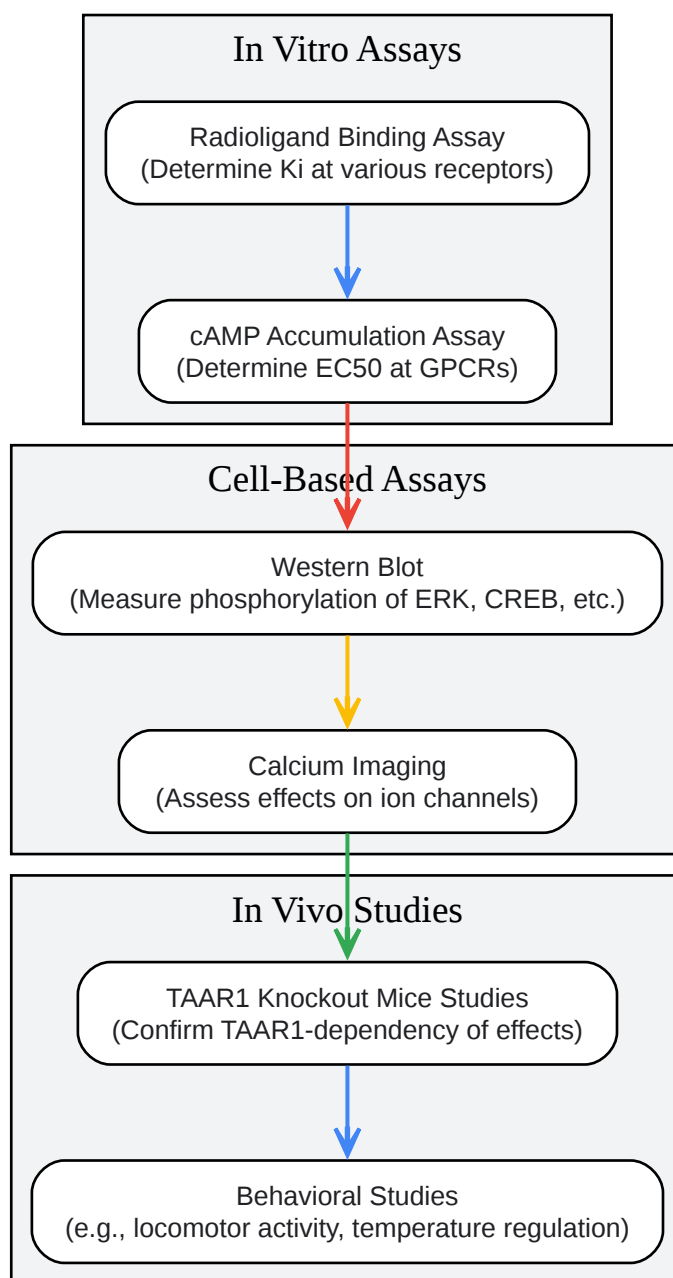 In Vitro Assays
Radioligand Binding Assay
(Determine Ki at various receptors)
cAMP Accumulation Assay
(Determine EC50 at GPCRs)
Cell-Based Assays
Western Blot
(Measure phosphorylation of ERK, CREB, etc.)
Calcium Imaging
(Assess effects on ion channels)
In Vivo Studies
TAAR1 Knockout Mice Studies
(Confirm TAAR1-dependency of effects)
Behavioral Studies
(e.g., locomotor activity, temperature regulation)